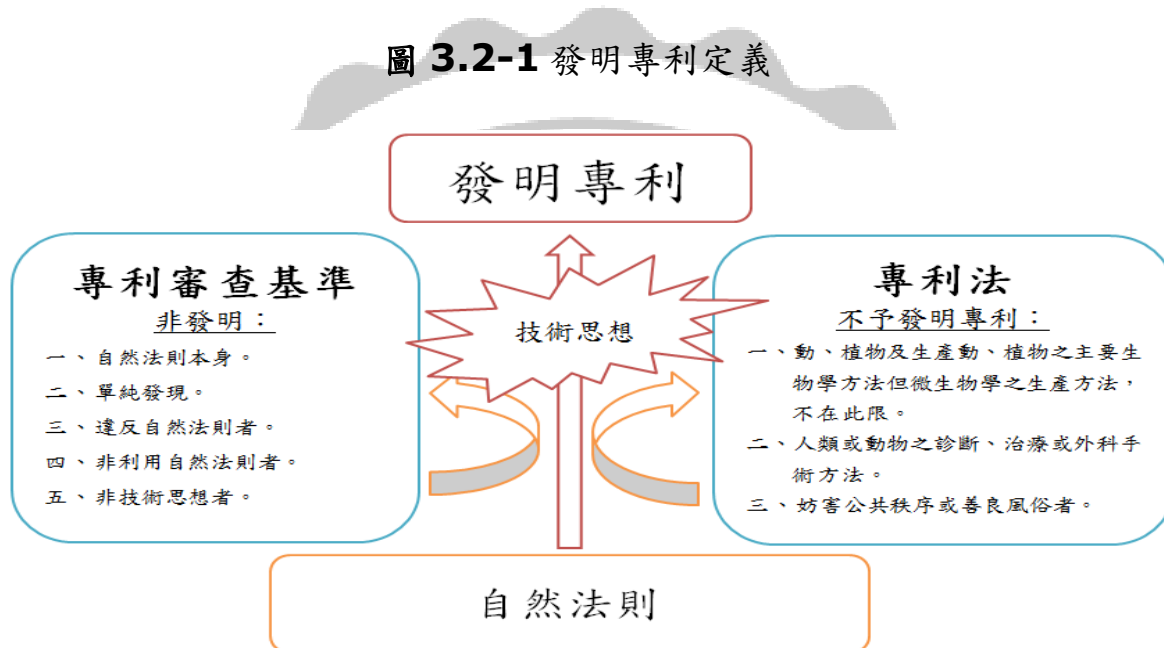 圖 3.2-1 發明專利定義
發明專利
專利審查基準
非發明：
一、自然法則本身。
二、單純發現。
三、違反自然法則者。
四、非利用自然法則者。
五、非技術思想者。
技術思想
專利法
不予發明專利：
一、動、植物及生產動、植物之主要生
物學方法但微生物學之生產方法，
不在此限。
二、人類或動物之診斷、治療或外科手
術方法。
三、妨害公共秩序或善良風俗者。
自然法則